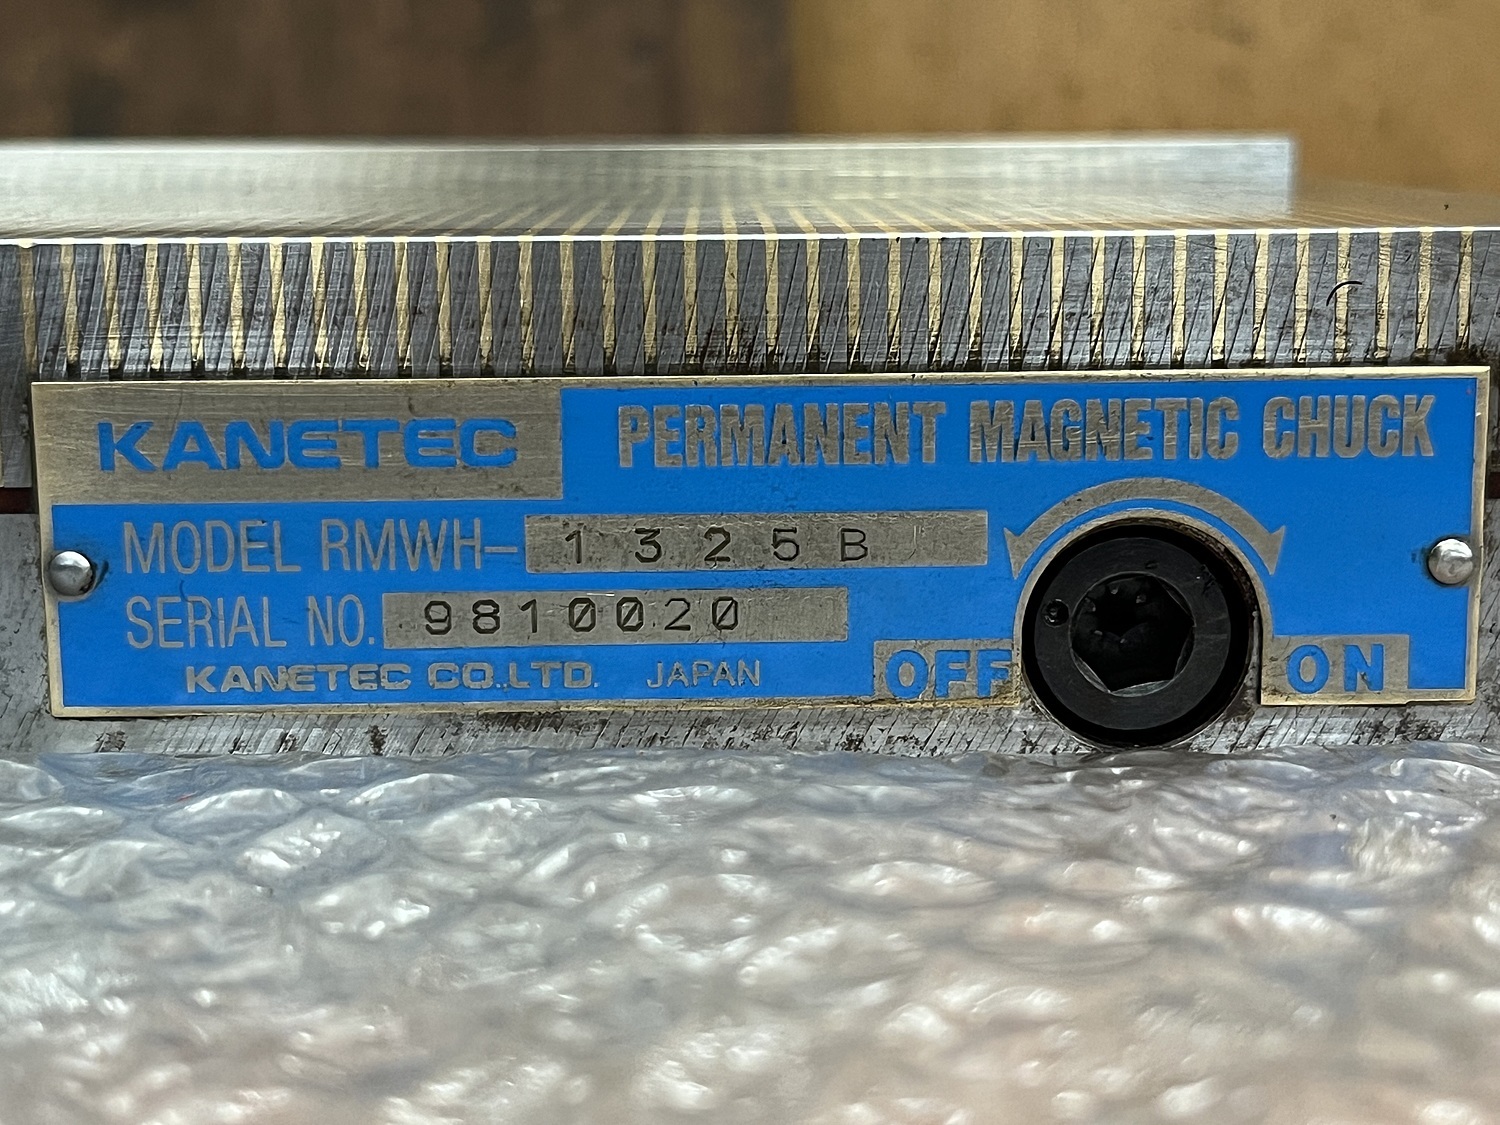 KANETEC
PERMANENT MAGNETIC CHUCK
MODEL RMWH-1325B
SERIAL NO. 9810020
KANETEC CO.,LTD. JAPAN
OFF ON